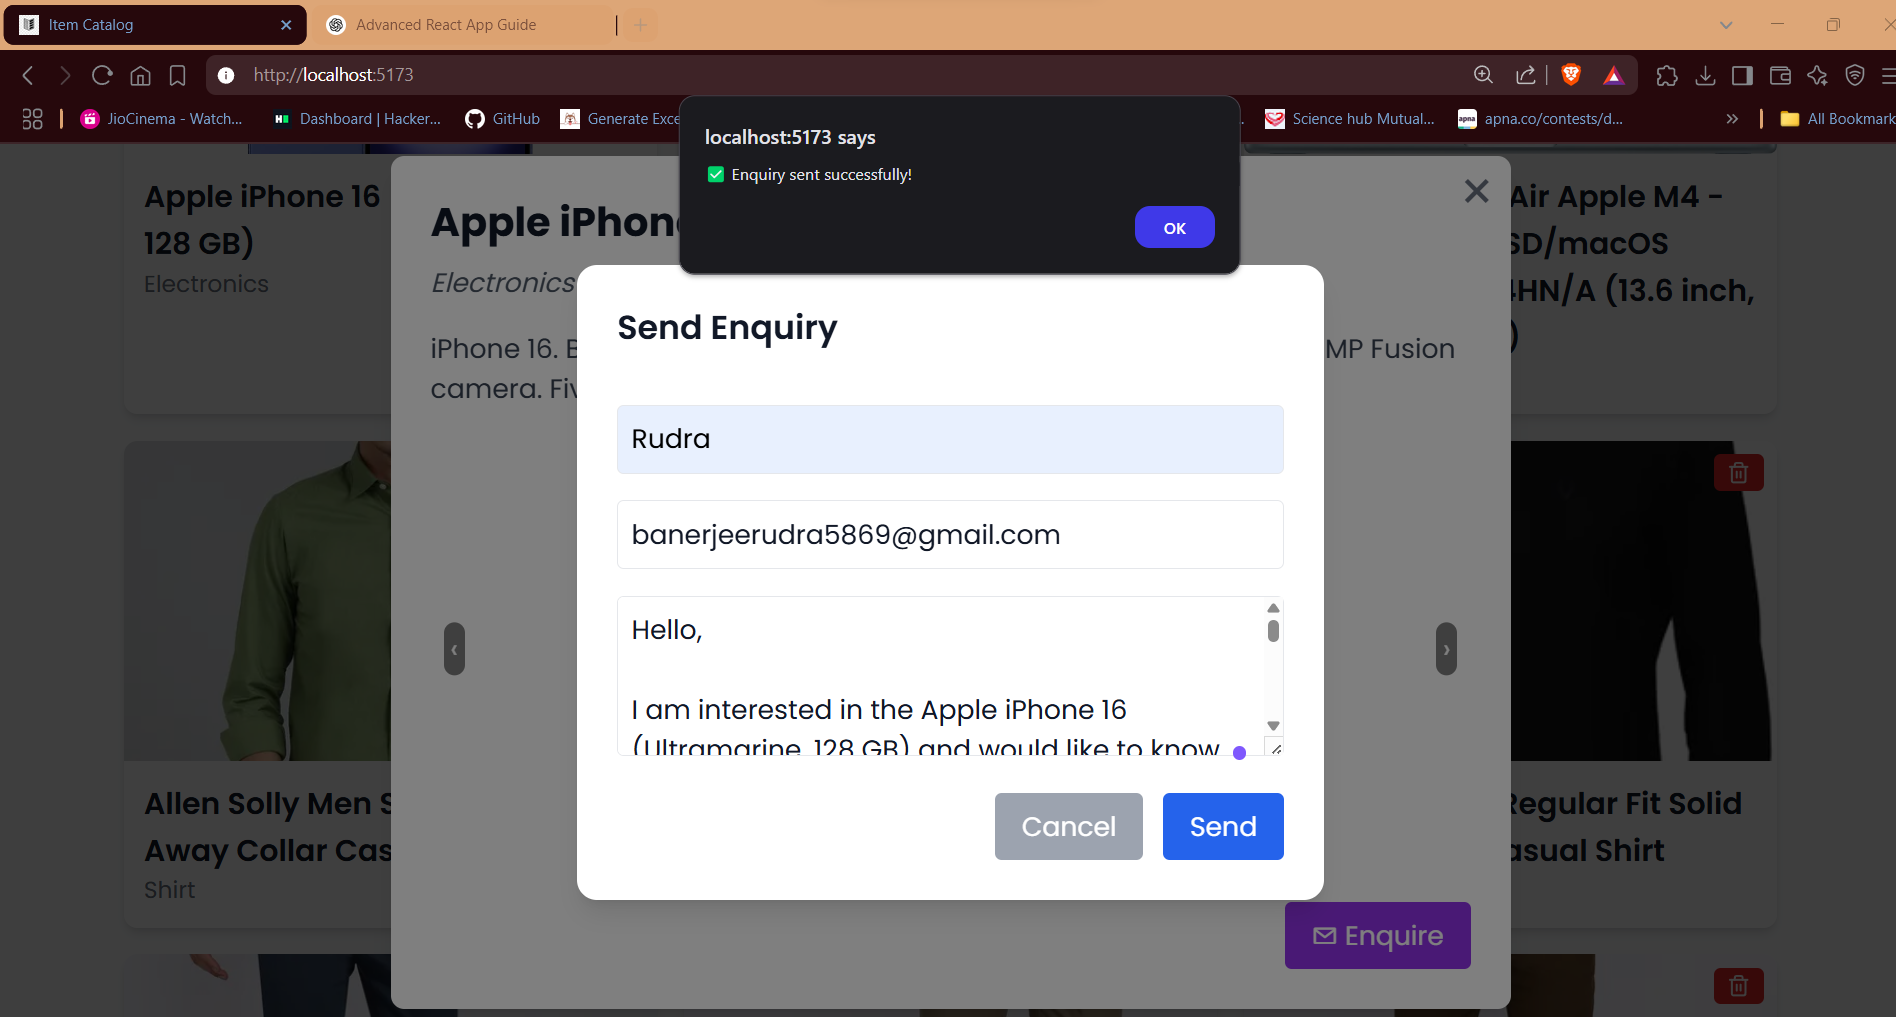 Item Catalog
Advanced React App Guide
http://localhost:5173
JioCinema - Watch...
Dashboard | Hacker...
GitHub
Generate Exce
Science hub Mutual...
apna.co/contests/d...
All Bookmark
localhost:5173 says
✅ Enquiry sent successfully!
OK
Apple iPhone 16
128 GB)
Electronics
Apple iPhon
Electronics
iPhone 16. B
MP Fusion
camera. Fiv
Air Apple M4 -
SD/macOS
4HN/A (13.6 inch,
)
Send Enquiry
Rudra
banerjeerudra5869@gmail.com
Hello,
I am interested in the Apple iPhone 16
(Ultramarine, 128 GB) and would like to know
Cancel
Send
Enquire
Allen Solly Men S
Away Collar Cas
Shirt
Regular Fit Solid
asual Shirt